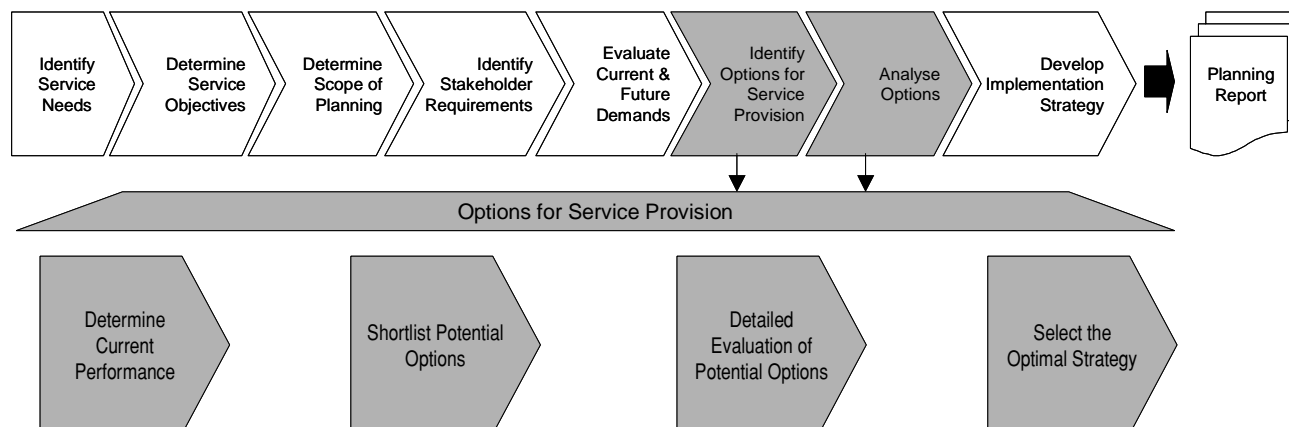 Identify
Service
Needs
Determine
Service
Objectives
Determine
Scope of
Planning
Identify
Stakeholder
Requirements
Evaluate
Current &
Future
Demands
Identify
Options for
Service
Provision
Analyse
Options
Develop
Implementation
Strategy
Planning
Report
Options for Service Provision
Determine
Current
Performance
Shortlist Potential
Options
Detailed
Evaluation of
Potential Options
Select the
Optimal Strategy